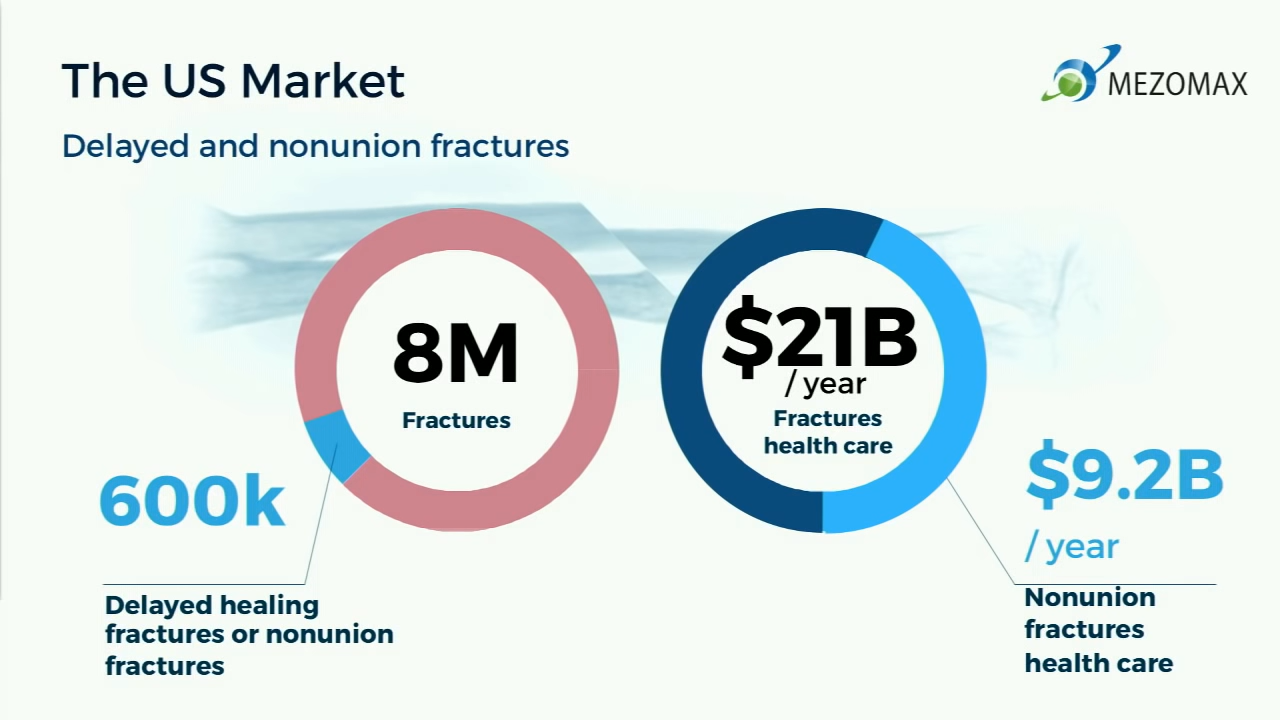 The US Market
MEZOMAX
Delayed and nonunion fractures
8M
Fractures
$21B
/ year
Fractures
health care
600k
Delayed healing
fractures or nonunion
fractures
$9.2B
/ year
Nonunion
fractures
health care